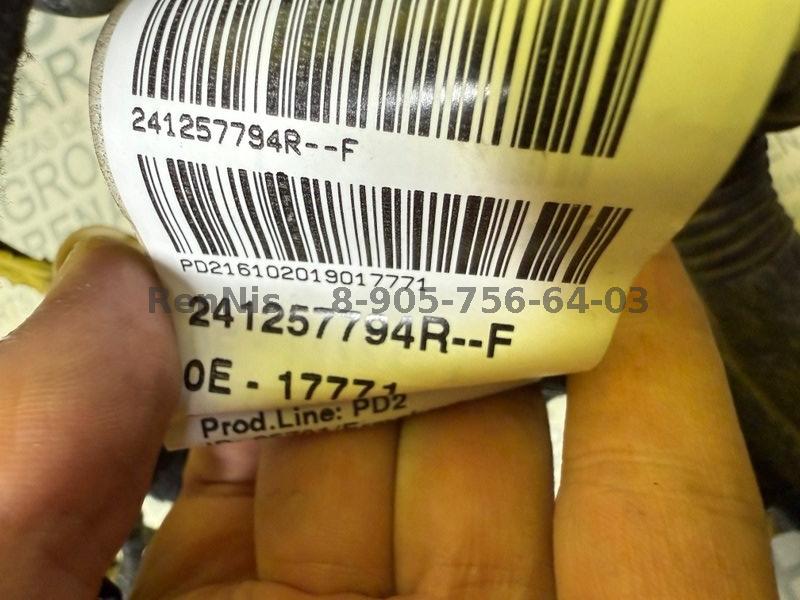 241257794R--F
PD216102019017771
RenNis 8-905-756-64-03
241257794R--F
0E - 17771
Prod.Line: PD2